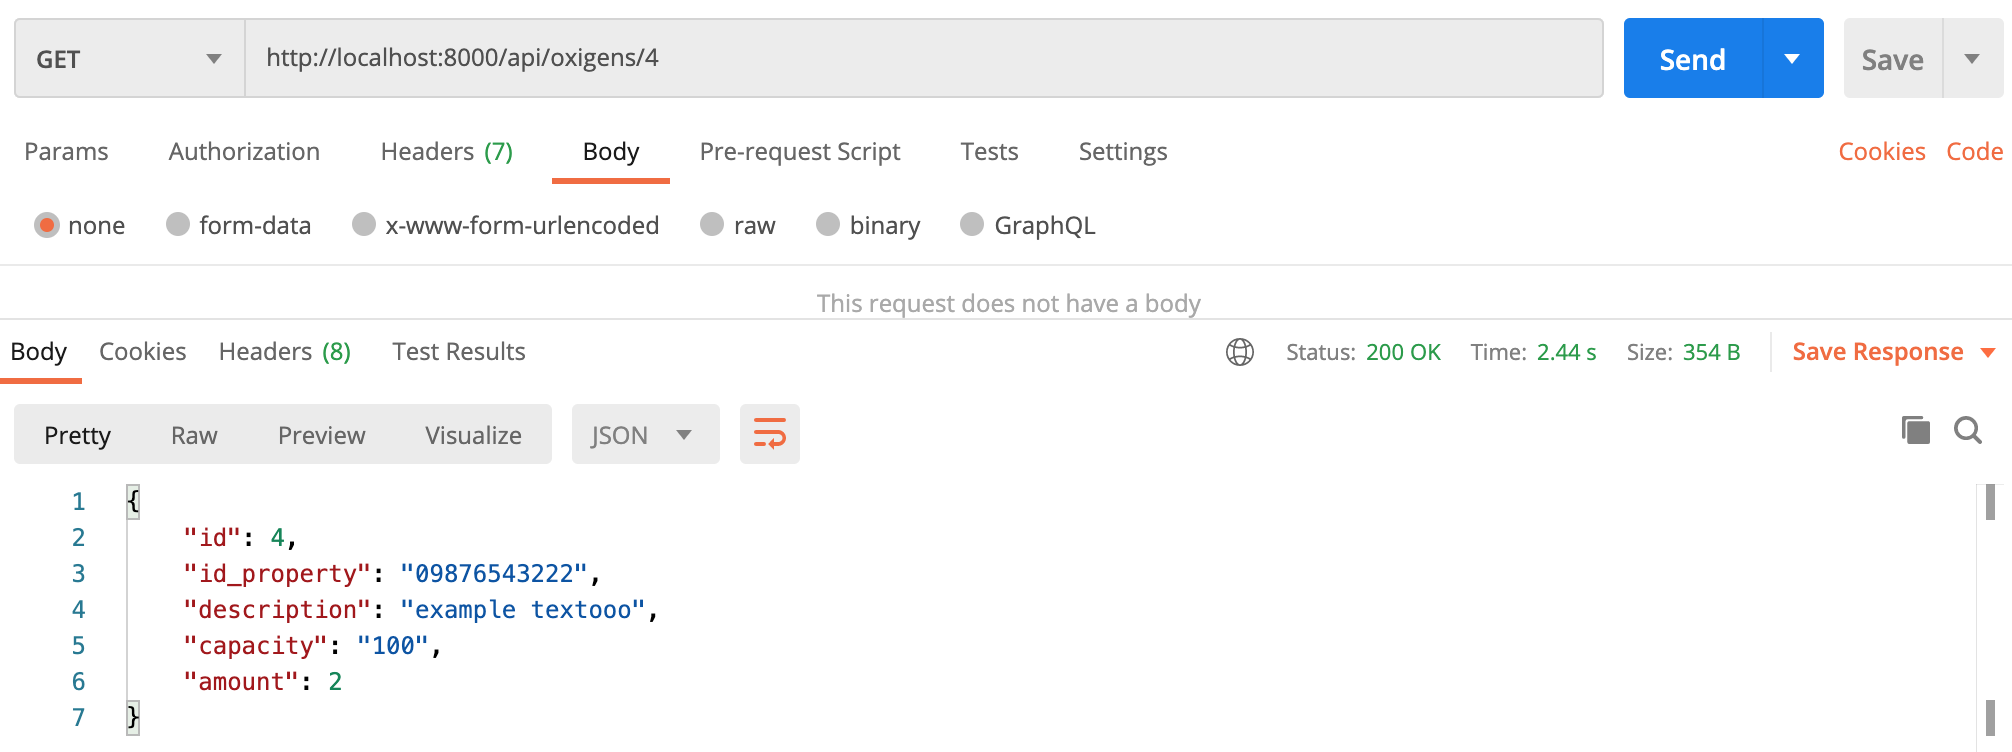 GET http://localhost:8000/api/oxigens/4 Send Save
Params Authorization Headers (7) Body Pre-request Script Tests Settings Cookies Code
none form-data x-www-form-urlencoded raw binary GraphQL
This request does not have a body
Body Cookies Headers (8) Test Results Status: 200 OK Time: 2.44 s Size: 354 B Save Response
Pretty Raw Preview Visualize JSON
1 {
2 "id": 4,
3 "id_property": "09876543222",
4 "description": "example textooo",
5 "capacity": "100",
6 "amount": 2
7 }